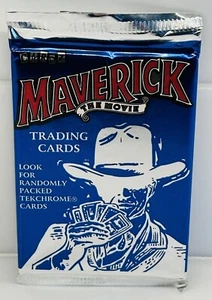 MAVERICK
THE MOVIE
TRADING
CARDS
LOOK
FOR
RANDOMLY
PACKED
TEKCHROME®
CARDS